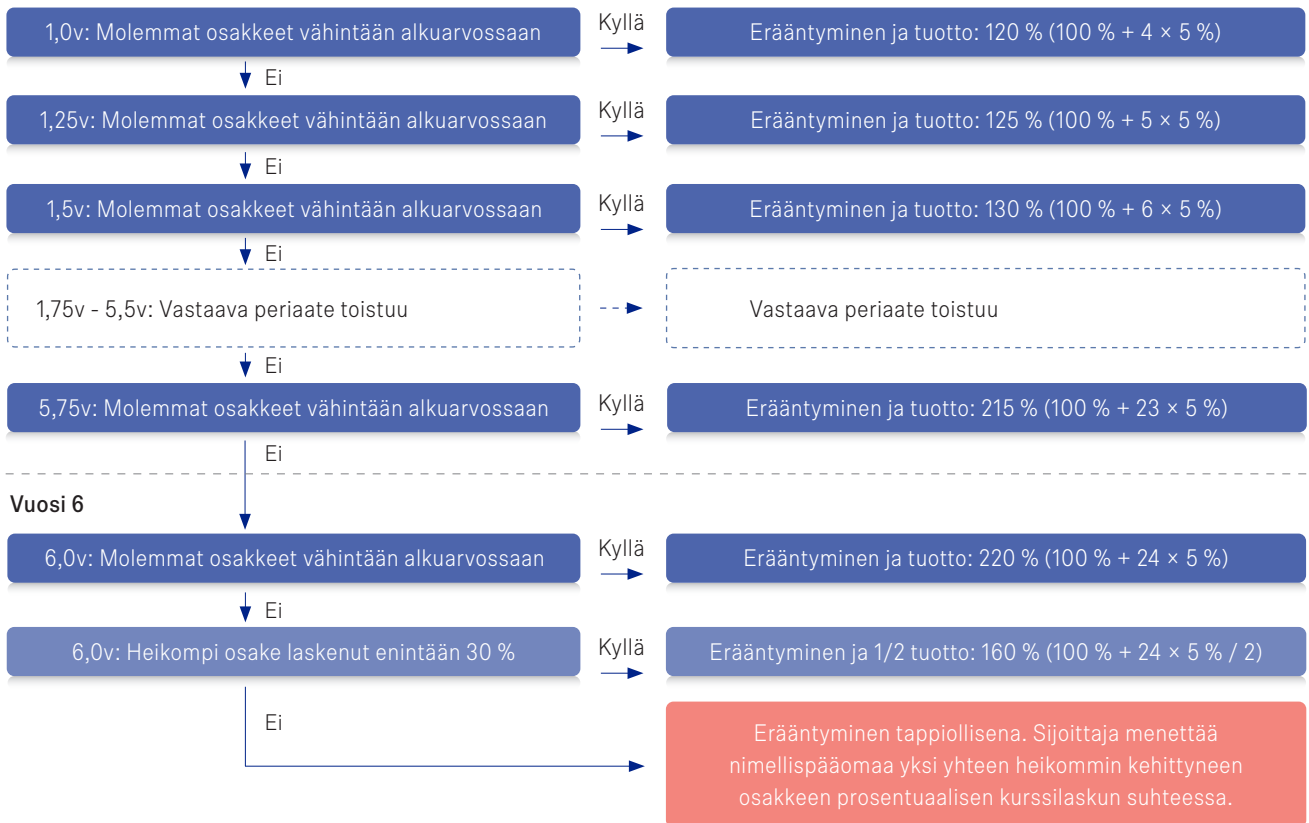 1,0v: Molemmat osakkeet vähintään alkuarvossaan
Kyllä
Erääntyminen ja tuotto: 120 % (100 % + 4 × 5 %)
Ei
1,25v: Molemmat osakkeet vähintään alkuarvossaan
Kyllä
Erääntyminen ja tuotto: 125 % (100 % + 5 × 5 %)
Ei
1,5v: Molemmat osakkeet vähintään alkuarvossaan
Kyllä
Erääntyminen ja tuotto: 130 % (100 % + 6 × 5 %)
Ei
1,75v - 5,5v: Vastaava periaate toistuu
Vastaava periaate toistuu
Ei
5,75v: Molemmat osakkeet vähintään alkuarvossaan
Kyllä
Erääntyminen ja tuotto: 215 % (100 % + 23 × 5 %)
Ei
Vuosi 6
6,0v: Molemmat osakkeet vähintään alkuarvossaan
Kyllä
Erääntyminen ja tuotto: 220 % (100 % + 24 × 5 %)
Ei
6,0v: Heikompi osake laskenut enintään 30 %
Kyllä
Erääntyminen ja 1/2 tuotto: 160 % (100 % + 24 × 5 % / 2)
Ei
Erääntyminen tappiollisena. Sijoittaja menettää
nimellispääomaa yksi yhteen heikommin kehittyneen
osakkeen prosentuaalisen kurssilaskun suhteessa.